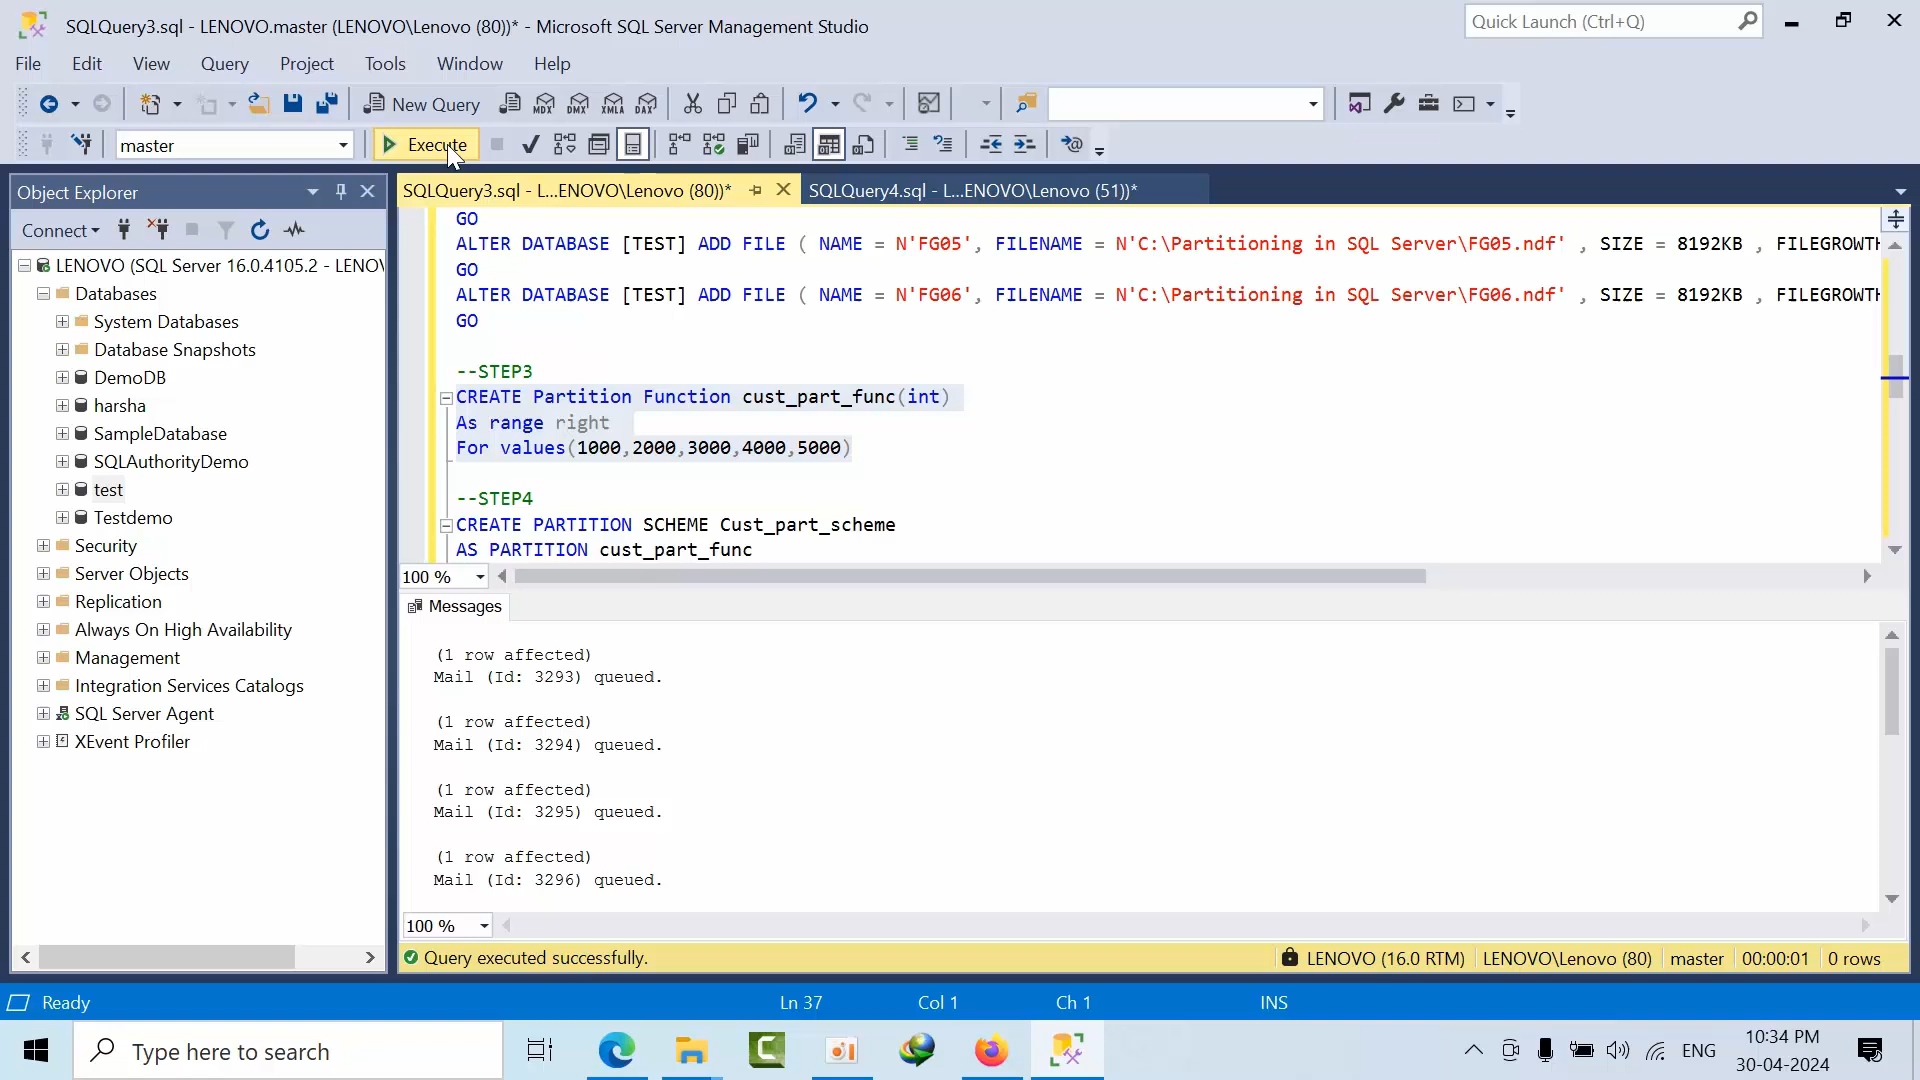 SQLQuery3.sql - LENOVO.master (LENOVO\Lenovo (80))* - Microsoft SQL Server Management Studio
Quick Launch (Ctrl+Q)
File Edit View Query Project Tools Window Help
New Query
MDX DMX XMLA DAX
master
Execute
Object Explorer
SQLQuery3.sql - L...ENOVO\Lenovo (80))*
SQLQuery4.sql - L...ENOVO\Lenovo (51))*
Connect
LENOVO (SQL Server 16.0.4105.2 - LENOV
Databases
System Databases
Database Snapshots
DemoDB
harsha
SampleDatabase
SQLAuthorityDemo
test
Testdemo
Security
Server Objects
Replication
Always On High Availability
Management
Integration Services Catalogs
SQL Server Agent
XEvent Profiler
GO
ALTER DATABASE [TEST] ADD FILE ( NAME = N'FG05', FILENAME = N'C:\Partitioning in SQL Server\FG05.ndf' , SIZE = 8192KB , FILEGROWTH
GO
ALTER DATABASE [TEST] ADD FILE ( NAME = N'FG06', FILENAME = N'C:\Partitioning in SQL Server\FG06.ndf' , SIZE = 8192KB , FILEGROWTH
GO
--STEP3
CREATE Partition Function cust_part_func(int)
As range right
For values(1000,2000,3000,4000,5000)
--STEP4
CREATE PARTITION SCHEME Cust_part_scheme
AS PARTITION cust_part_func
100 %
Messages
(1 row affected)
Mail (Id: 3293) queued.
(1 row affected)
Mail (Id: 3294) queued.
(1 row affected)
Mail (Id: 3295) queued.
(1 row affected)
Mail (Id: 3296) queued.
100 %
Query executed successfully.
LENOVO (16.0 RTM)
LENOVO\Lenovo (80)
master
00:00:01
0 rows
Ready
Ln 37
Col 1
Ch 1
INS
Type here to search
ENG
10:34 PM
30-04-2024